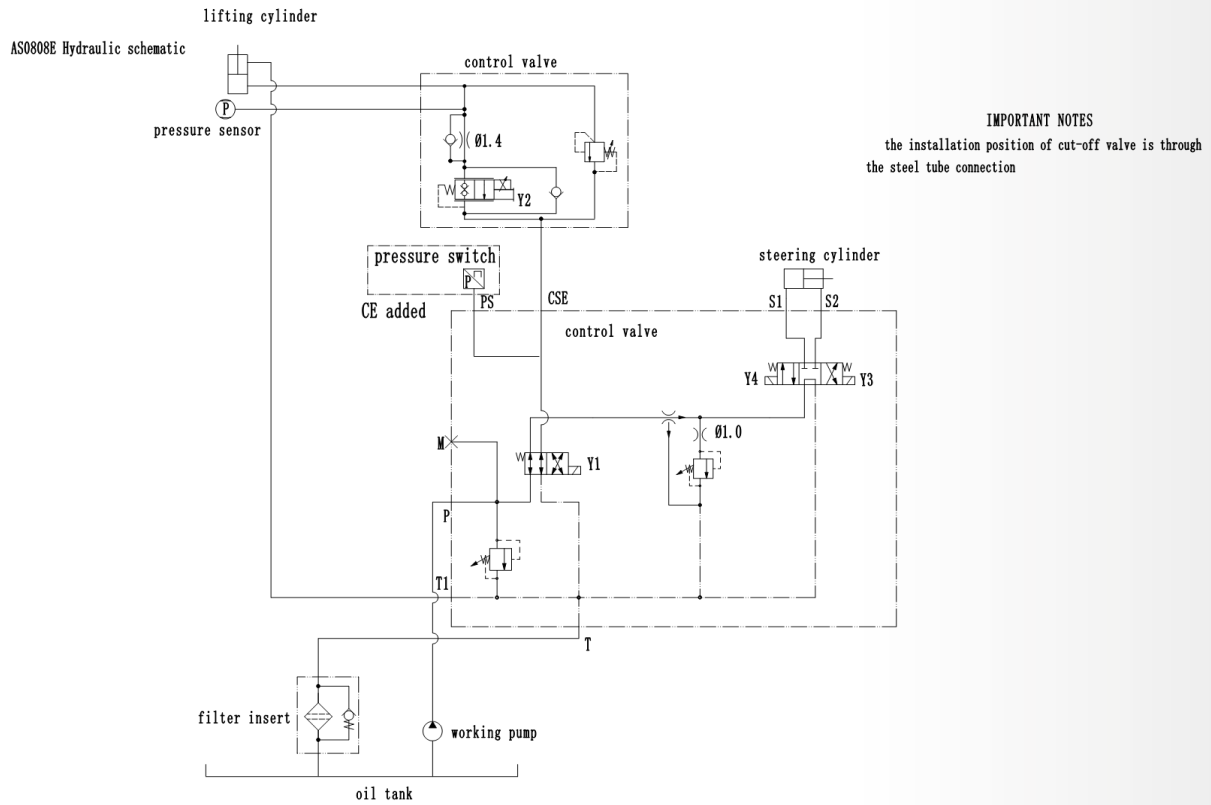 lifting cylinder
AS0808E Hydraulic schematic
control valve
P
pressure sensor
Ø1.4
Y2
IMPORTANT NOTES
the installation position of cut-off valve is through
the steel tube connection
pressure switch
P
PS
CSE
CE added
steering cylinder
S1
S2
control valve
Y4
Y3
Ø1.0
M
Y1
P
T1
T
filter insert
working pump
oil tank